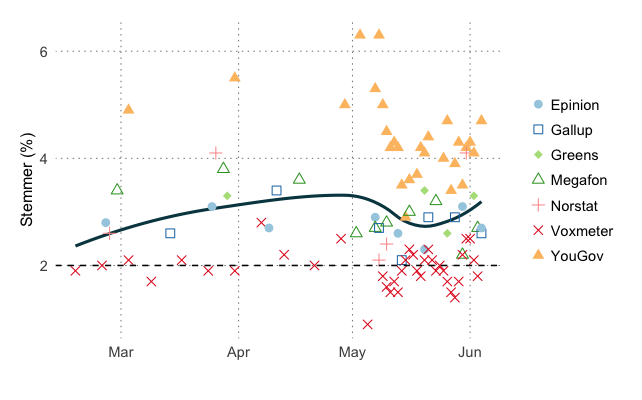 6
4
2
Stemmer (%)
Mar
Apr
May
Jun
Epinion
Gallup
Greens
Megafon
Norstat
Voxmeter
YouGov